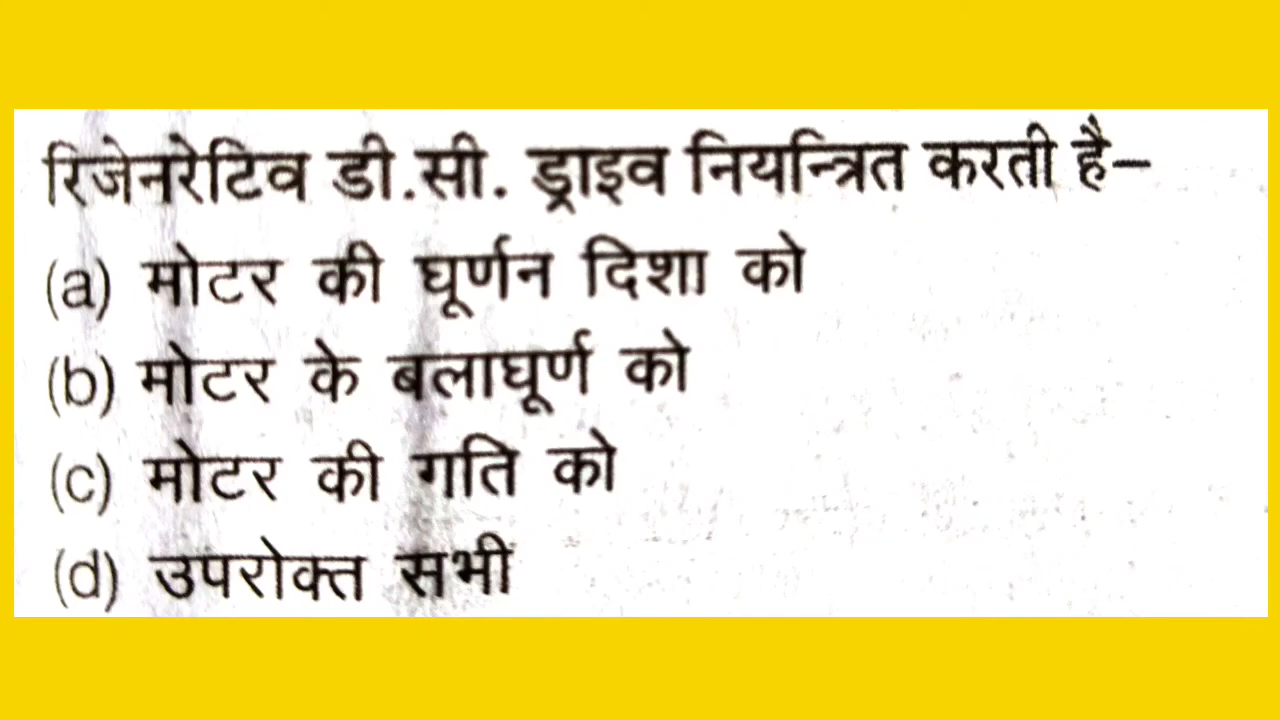 रिजेनरेटिव डी.सी. ड्राइव नियन्त्रित करती है–
(a) मोटर की घूर्णन दिशा को
(b) मोटर के बलाघूर्ण को
(c) मोटर की गति को
(d) उपरोक्त सभी